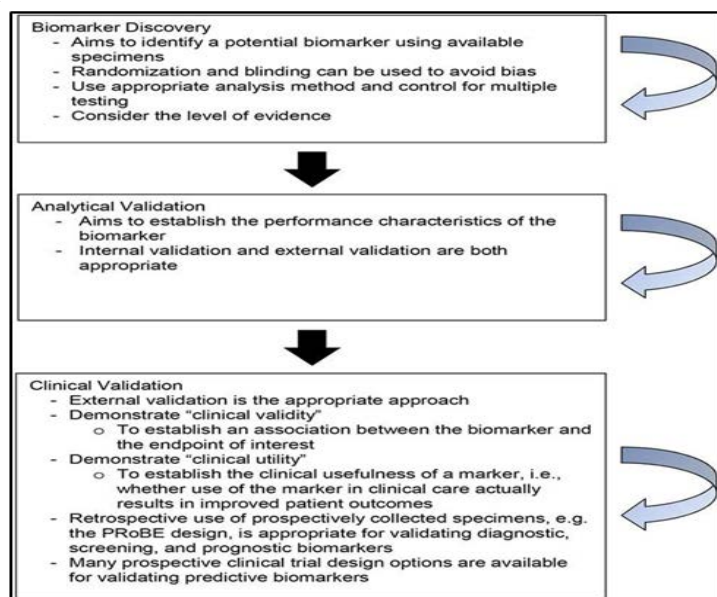 Biomarker Discovery
- Aims to identify a potential biomarker using available
specimens
- Randomization and blinding can be used to avoid bias
- Use appropriate analysis method and control for multiple
testing
- Consider the level of evidence
Analytical Validation
- Aims to establish the performance characteristics of the
biomarker
- Internal validation and external validation are both
appropriate
Clinical Validation
- External validation is the appropriate approach
- Demonstrate “clinical validity”
o To establish an association between the biomarker and
the endpoint of interest
- Demonstrate “clinical utility”
o To establish the clinical usefulness of a marker, i.e.,
whether use of the marker in clinical care actually
results in improved patient outcomes
- Retrospective use of prospectively collected specimens, e.g.
the PRoBE design, is appropriate for validating diagnostic,
screening, and prognostic biomarkers
- Many prospective clinical trial design options are available
for validating predictive biomarkers